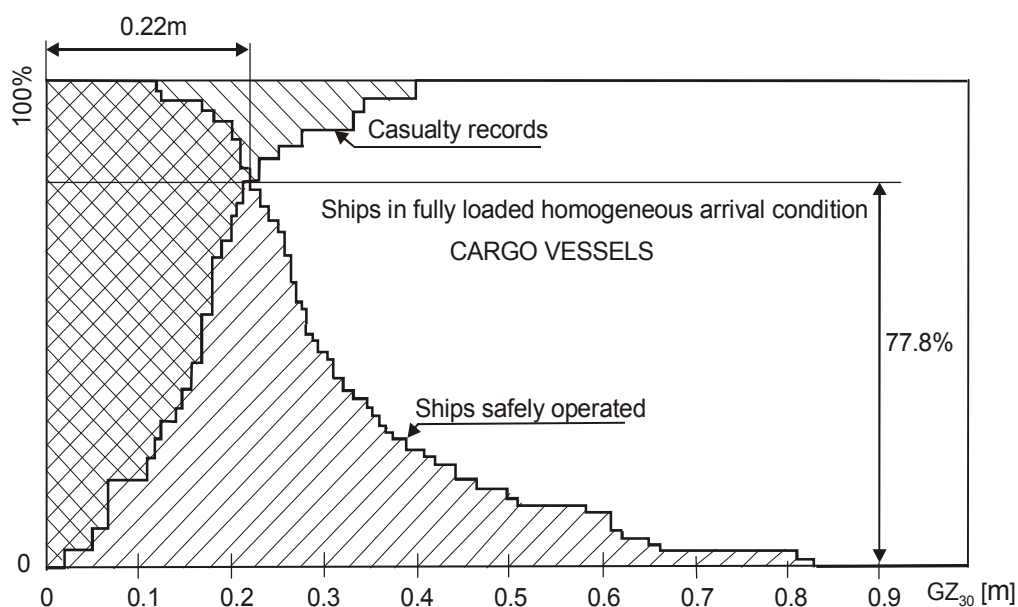 0.22m
100%
Casualty records
Ships in fully loaded homogeneous arrival condition
CARGO VESSELS
77.8%
Ships safely operated
0
0 0.1 0.2 0.3 0.4 0.5 0.6 0.7 0.8 0.9 GZ₃₀ [m]